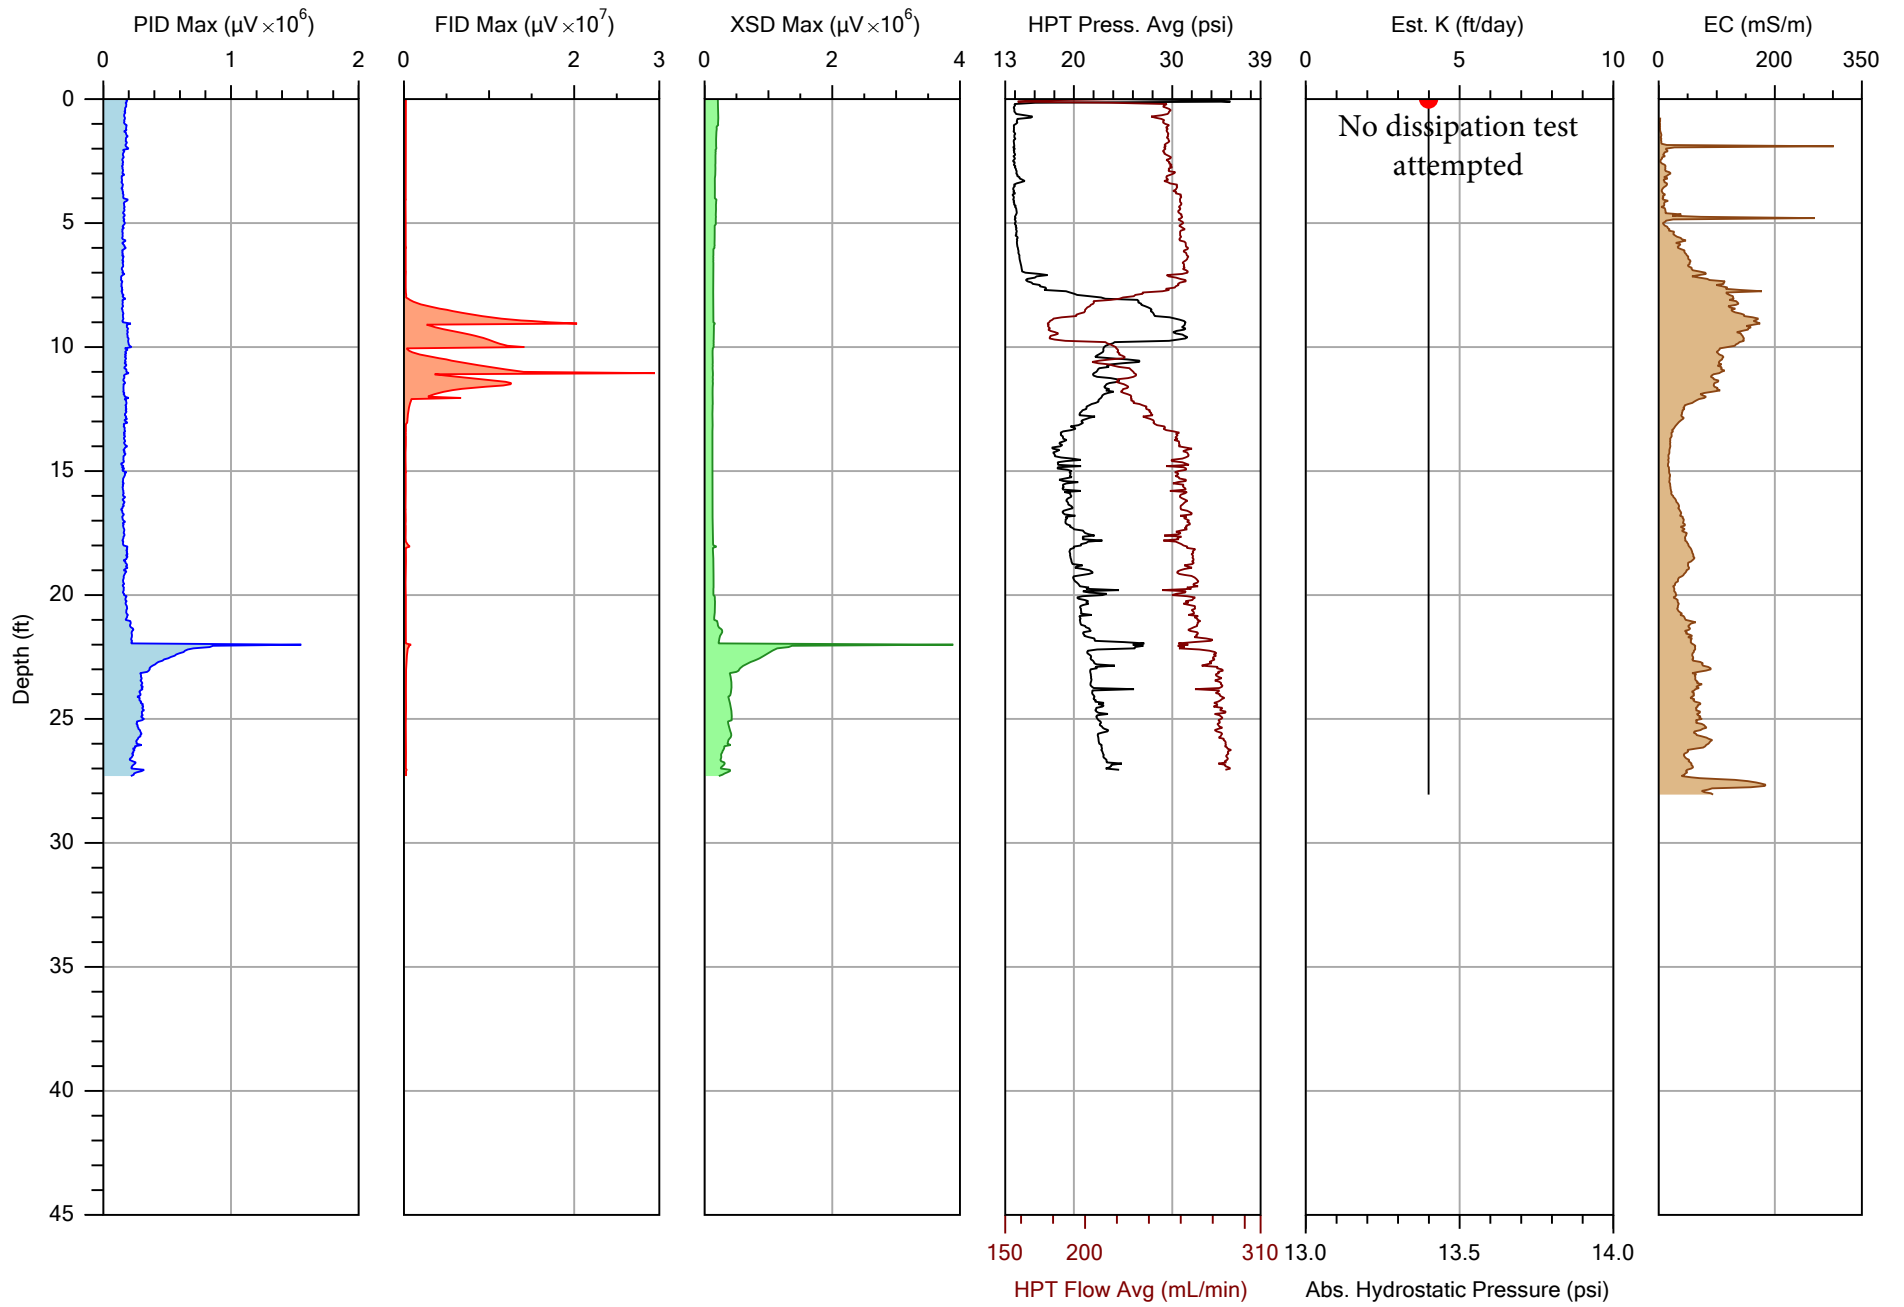 PID Max (µV ×10⁶) FID Max (µV ×10⁷) XSD Max (µV ×10⁶) HPT Press. Avg (psi) Est. K (ft/day) EC (mS/m)
0 1 2 0 2 3 0 2 4 13 20 30 39 0 5 10 0 200 350
0
No dissipation test
attempted
5
10
15
20
25
30
35
40
45
Depth (ft)
150 200 310 13.0 13.5 14.0
HPT Flow Avg (mL/min) Abs. Hydrostatic Pressure (psi)